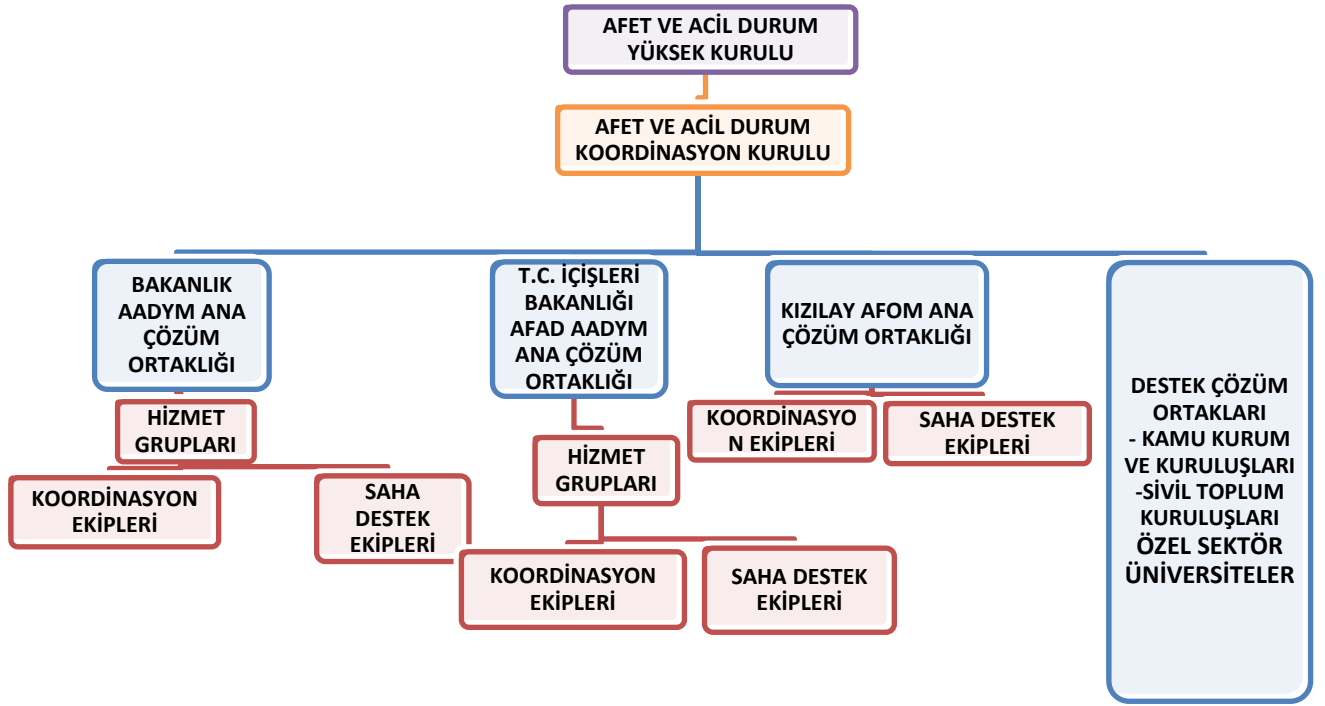 AFET VE ACİL DURUM
YÜKSEK KURULU
AFET VE ACİL DURUM
KOORDİNASYON KURULU
BAKANLIK
AADYM ANA
ÇÖZÜM
ORTAKLIĞI
HİZMET
GRUPLARI
KOORDİNASYON
EKİPLERİ
SAHA
DESTEK
EKİPLERİ
T.C. İÇİŞLERİ
BAKANLIĞI
AFAD AADYM
ANA ÇÖZÜM
ORTAKLIĞI
HİZMET
GRUPLARI
KOORDİNASYON
EKİPLERİ
SAHA DESTEK
EKİPLERİ
KIZILAY AFOM ANA
ÇÖZÜM ORTAKLIĞI
KOORDİNASYO
N EKİPLERİ
SAHA DESTEK
EKİPLERİ
DESTEK ÇÖZÜM
ORTAKLARI
- KAMU KURUM
VE KURULUŞLARI
-SİVİL TOPLUM
KURULUŞLARI
ÖZEL SEKTÖR
ÜNİVERSİTELER